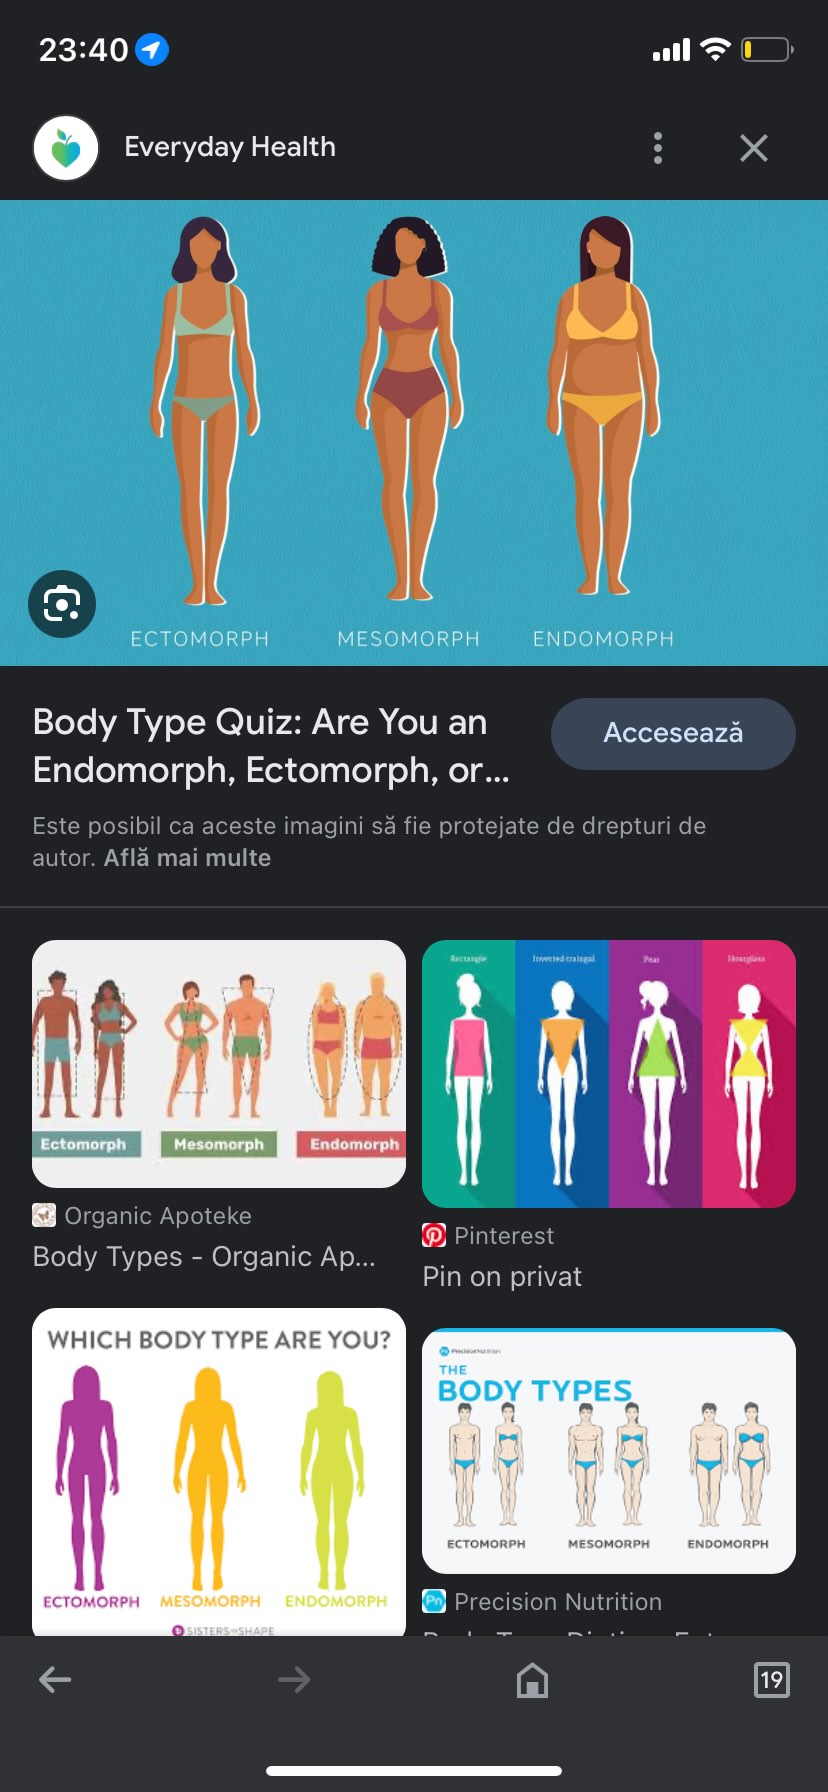 23:40
Everyday Health
ECTOMORPH
MESOMORPH
ENDOMORPH
Body Type Quiz: Are You an
Endomorph, Ectomorph, or...
Accesează
Este posibil ca aceste imagini să fie protejate de drepturi de
autor. Află mai multe
Ectomorph
Mesomorph
Endomorph
Organic Apoteke
Body Types - Organic Ap...
Rectangle
Inverted traingul
Pear
Hourglass
Pinterest
Pin on privat
WHICH BODY TYPE ARE YOU?
ECTOMORPH
MESOMORPH
ENDOMORPH
SISTERS IN SHAPE
Pn Precision Nutrition
THE
BODY TYPES
ECTOMORPH
MESOMORPH
ENDOMORPH
Pn
Precision Nutrition
19